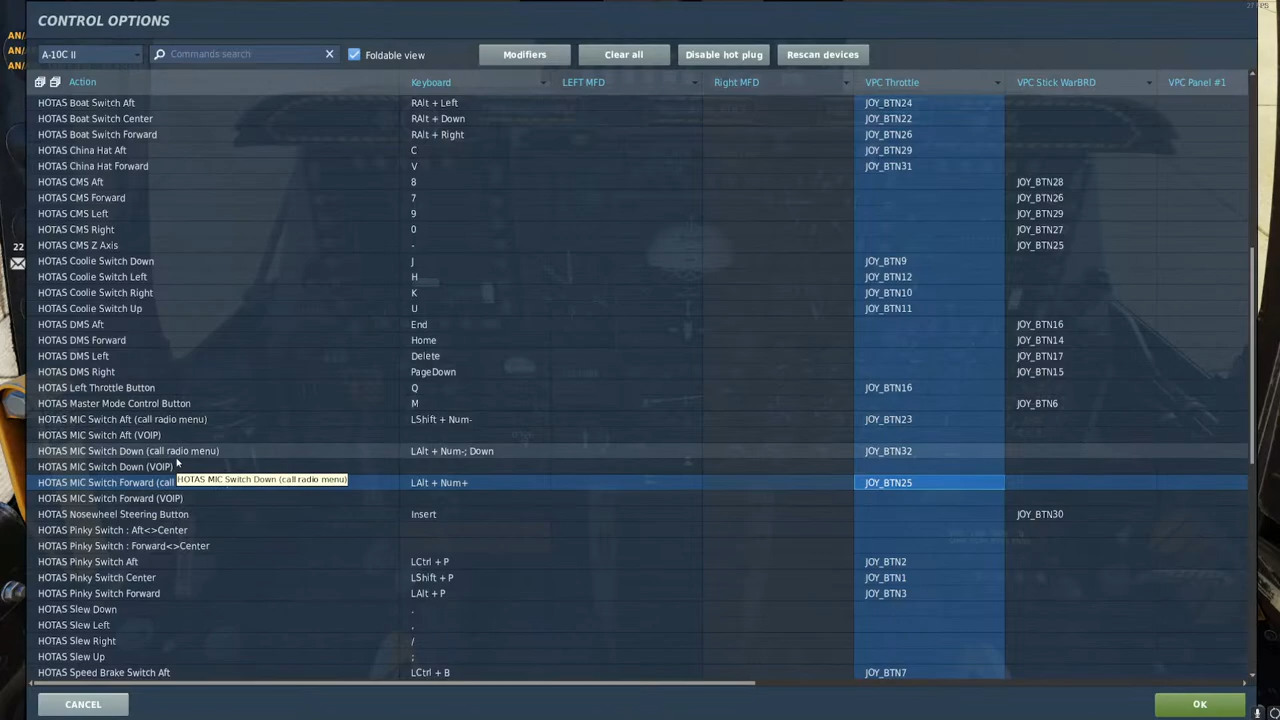 CONTROL OPTIONS
A-10C II Commands search Foldable view Modifiers Clear all Disable hot plug Rescan devices
Action Keyboard LEFT MFD Right MFD VPC Throttle VPC Stick WarBRD VPC Panel #1
HOTAS Boat Switch Aft RAlt + Left JOY_BTN24
HOTAS Boat Switch Center RAlt + Down JOY_BTN22
HOTAS Boat Switch Forward RAlt + Right JOY_BTN26
HOTAS China Hat Aft C JOY_BTN29
HOTAS China Hat Forward V JOY_BTN31
HOTAS CMS Aft 8 JOY_BTN28
HOTAS CMS Forward 7 JOY_BTN26
HOTAS CMS Left 9 JOY_BTN29
HOTAS CMS Right 0 JOY_BTN27
HOTAS CMS Z Axis - JOY_BTN25
HOTAS Coolie Switch Down J JOY_BTN9
HOTAS Coolie Switch Left H JOY_BTN12
HOTAS Coolie Switch Right K JOY_BTN10
HOTAS Coolie Switch Up U JOY_BTN11
HOTAS DMS Aft End JOY_BTN16
HOTAS DMS Forward Home JOY_BTN14
HOTAS DMS Left Delete JOY_BTN17
HOTAS DMS Right PageDown JOY_BTN15
HOTAS Left Throttle Button Q JOY_BTN16
HOTAS Master Mode Control Button M JOY_BTN6
HOTAS MIC Switch Aft (call radio menu) LShift + Num- JOY_BTN23
HOTAS MIC Switch Aft (VOIP)
HOTAS MIC Switch Down (call radio menu) LAlt + Num-; Down JOY_BTN32
HOTAS MIC Switch Down (VOIP)
HOTAS MIC Switch Down (call radio menu)
HOTAS MIC Switch Forward (call LAlt + Num+ JOY_BTN25
HOTAS MIC Switch Forward (VOIP)
HOTAS Nosewheel Steering Button Insert JOY_BTN30
HOTAS Pinky Switch : Aft<>Center
HOTAS Pinky Switch : Forward<>Center
HOTAS Pinky Switch Aft LCtrl + P JOY_BTN2
HOTAS Pinky Switch Center LShift + P JOY_BTN1
HOTAS Pinky Switch Forward LAlt + P JOY_BTN3
HOTAS Slew Down .
HOTAS Slew Left ,
HOTAS Slew Right /
HOTAS Slew Up ;
HOTAS Speed Brake Switch Aft LCtrl + B JOY_BTN7
CANCEL OK
AN/
AN/
AN/
22